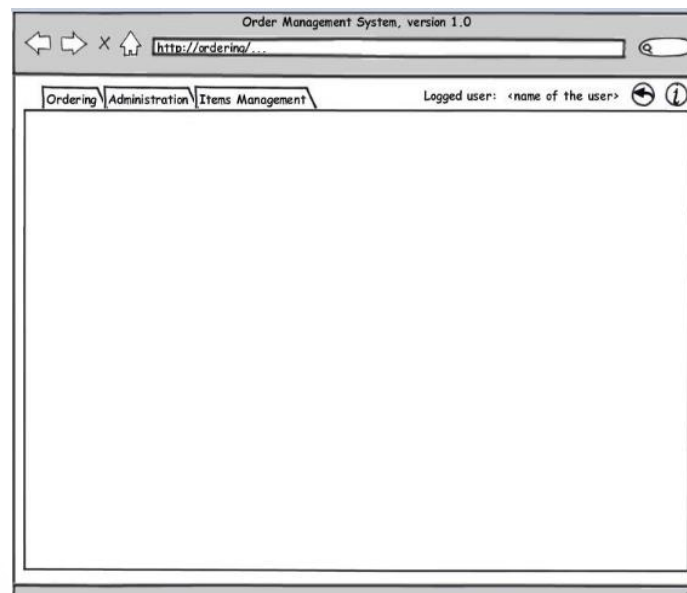 Order Management System, version 1.0
http://ordering/...
Ordering Administration Items Management Logged user: <name of the user>